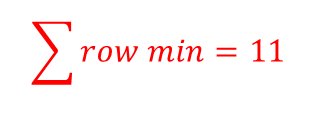 ∑ row min = 11